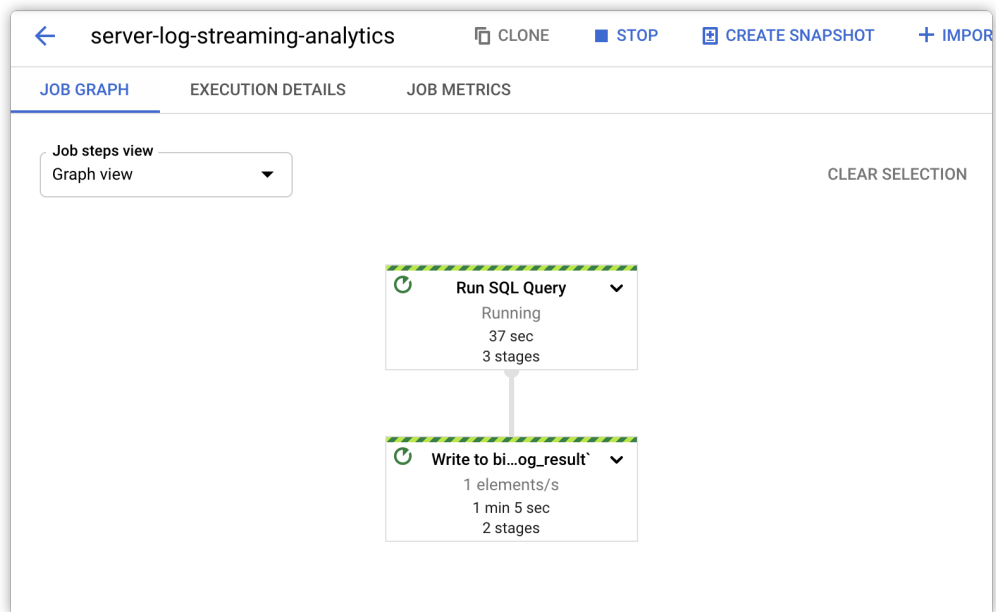 server-log-streaming-analytics CLONE STOP CREATE SNAPSHOT IMPOR
JOB GRAPH EXECUTION DETAILS JOB METRICS
Job steps view
Graph view
CLEAR SELECTION
Run SQL Query
Running
37 sec
3 stages
Write to bi...og_result`
1 elements/s
1 min 5 sec
2 stages